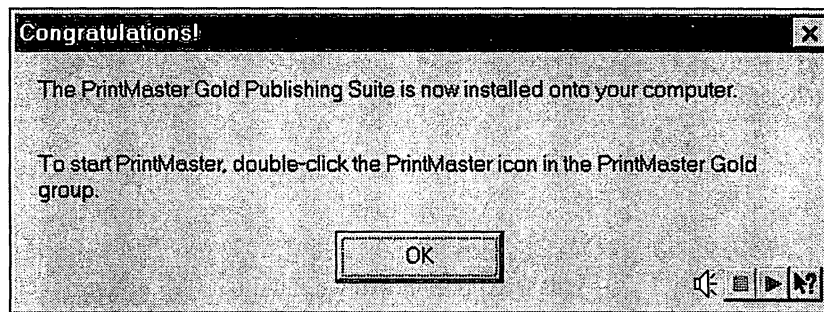 Congratulations!
The PrintMaster Gold Publishing Suite is now installed onto your computer.
To start PrintMaster, double-click the PrintMaster icon in the PrintMaster Gold
group.
OK
?